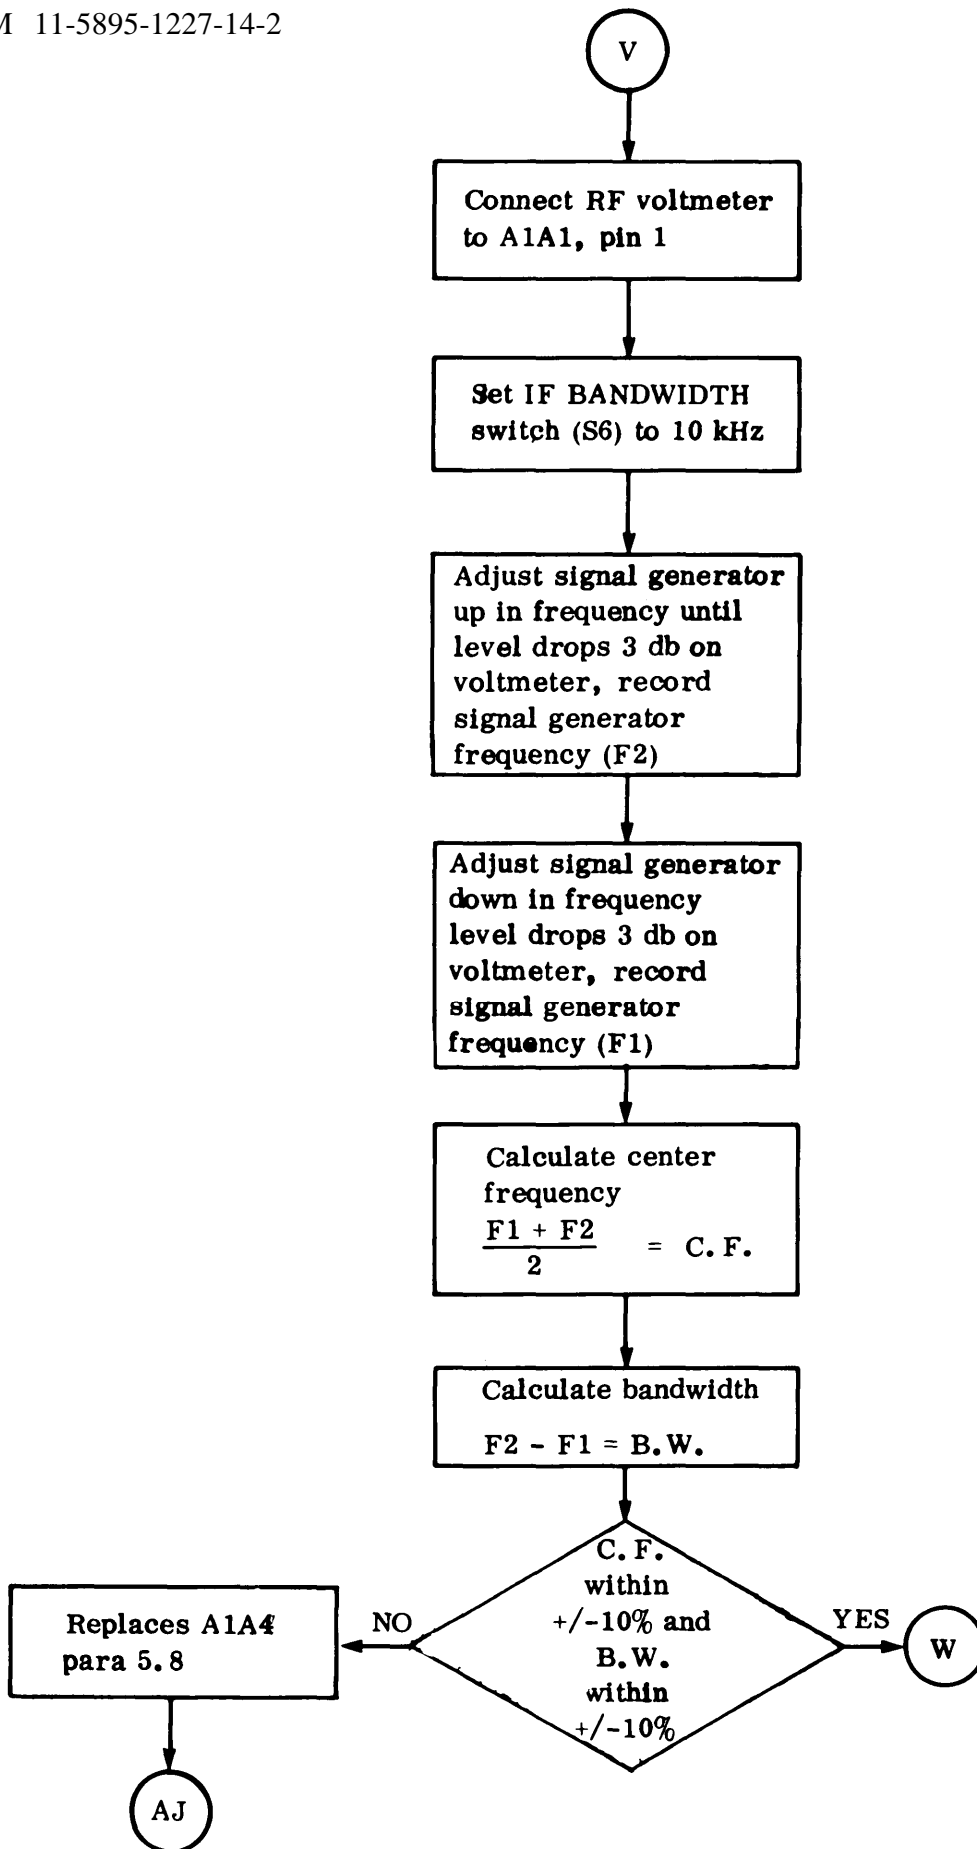 M 11-5895-1227-14-2
V
Connect RF voltmeter
to A1A1, pin 1
Set IF BANDWIDTH
switch (S6) to 10 kHz
Adjust signal generator
up in frequency until
level drops 3 db on
voltmeter, record
signal generator
frequency (F2)
Adjust signal generator
down in frequency
level drops 3 db on
voltmeter, record
signal generator
frequency (F1)
Calculate center
frequency
F1 + F2
= C.F.
2
Calculate bandwidth
F2 - F1 = B.W.
C.F.
within
+/-10% and
B.W.
within
+/-10%
NO
YES
W
Replaces A1A4
para 5.8
AJ